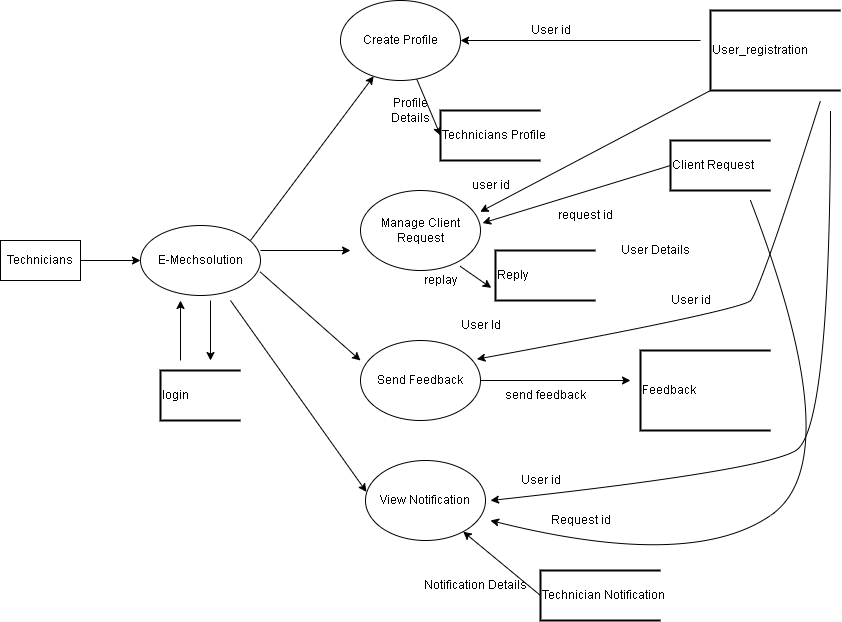 User id
Create Profile
User_registration
Profile
Details
Technicians Profile
Client Request
user id
request id
Manage Client
Request
User Details
Technicians
E-Mechsolution
Reply
replay
User id
User Id
Send Feedback
Feedback
login
send feedback
User id
View Notification
Request id
Notification Details
Technician Notification